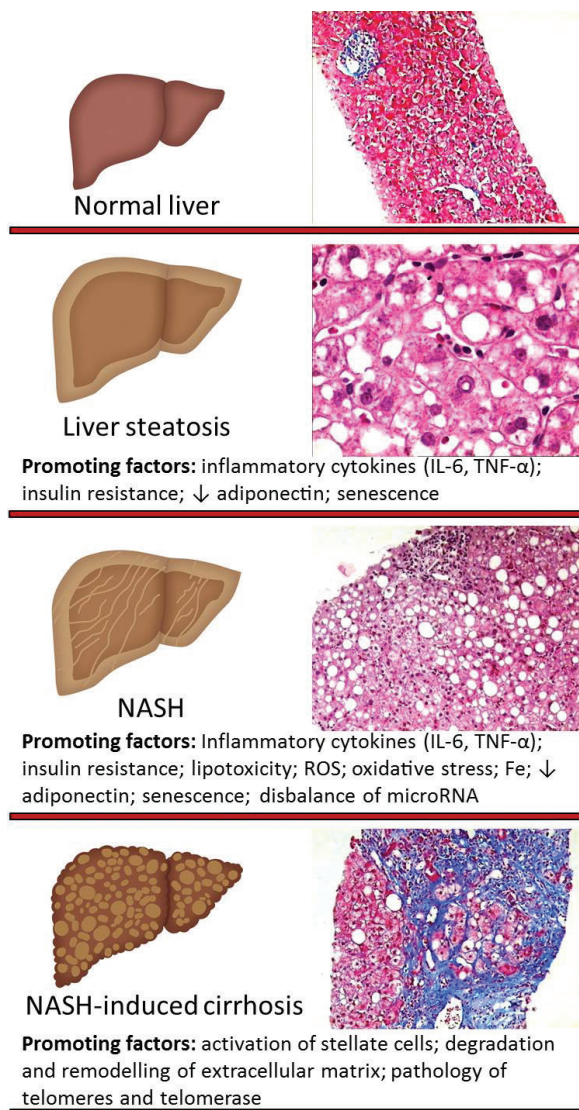 Normal liver
Liver steatosis
Promoting factors: inflammatory cytokines (IL-6, TNF-α);
insulin resistance; ↓ adiponectin; senescence
NASH
Promoting factors: Inflammatory cytokines (IL-6, TNF-α);
insulin resistance; lipotoxicity; ROS; oxidative stress; Fe; ↓
adiponectin; senescence; disbalance of microRNA
NASH-induced cirrhosis
Promoting factors: activation of stellate cells; degradation
and remodelling of extracellular matrix; pathology of
telomeres and telomerase